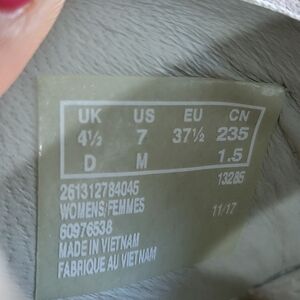 UK US EU CN
4½ 7 37½ 235
D M 1.5
261312784045 13285
WOMENS/FEMMES
60976538 11/17
MADE IN VIETNAM
FABRIQUE AU VIETNAM